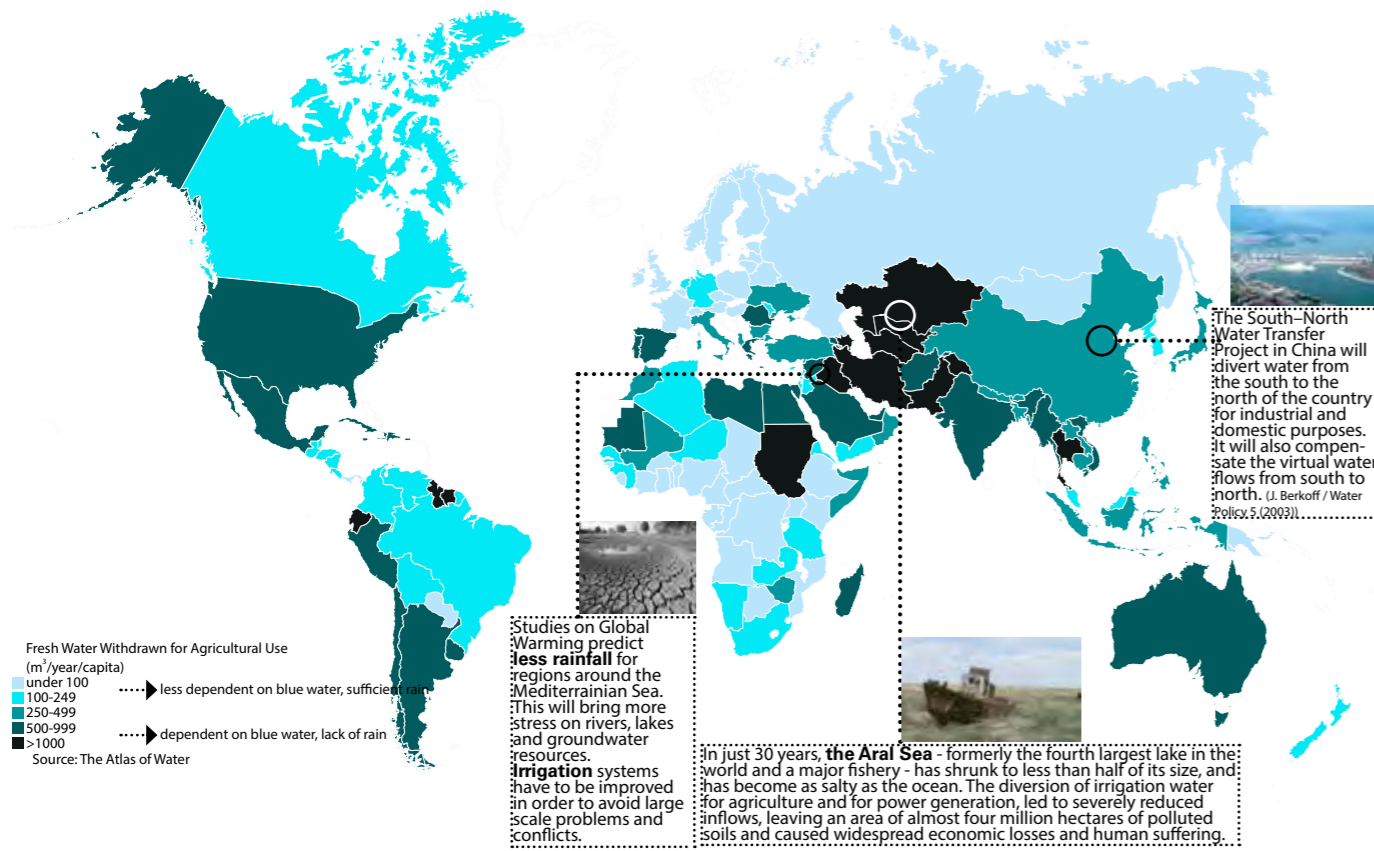 The South–North
Water Transfer
Project in China will
divert water from
the south to the
north of the country
for industrial and
domestic purposes.
It will also compen-
sate the virtual water
flows from south to
north. (J. Berkoff / Water
Policy 5 (2003))
Fresh Water Withdrawn for Agricultural Use
(m³/year/capita)
under 100
less dependent on blue water, sufficient rain
100-249
250-499
500-999
dependent on blue water, lack of rain
>1000
Source: The Atlas of Water
Studies on Global
Warming predict
less rainfall for
regions around the
Mediterrainian Sea.
This will bring more
stress on rivers, lakes
and groundwater
resources.
Irrigation systems
have to be improved
in order to avoid large
scale problems and
conflicts.
In just 30 years, the Aral Sea - formerly the fourth largest lake in the
world and a major fishery - has shrunk to less than half of its size, and
has become as salty as the ocean. The diversion of irrigation water
for agriculture and for power generation, led to severely reduced
inflows, leaving an area of almost four million hectares of polluted
soils and caused widespread economic losses and human suffering.